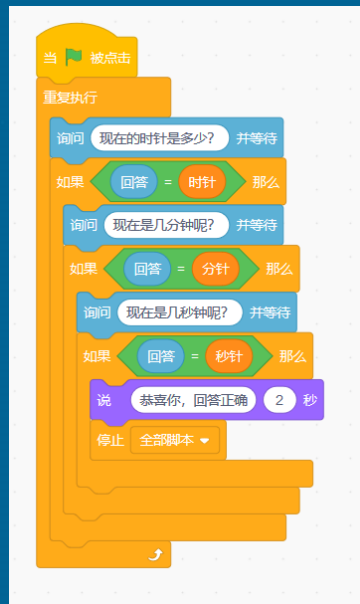 当 被点击
重复执行
询问 现在的时针是多少？ 并等待
如果 回答 = 时针 那么
询问 现在是几分钟呢？ 并等待
如果 回答 = 分针 那么
询问 现在是几秒钟呢？ 并等待
如果 回答 = 秒针 那么
说 恭喜你，回答正确 2 秒
停止 全部脚本